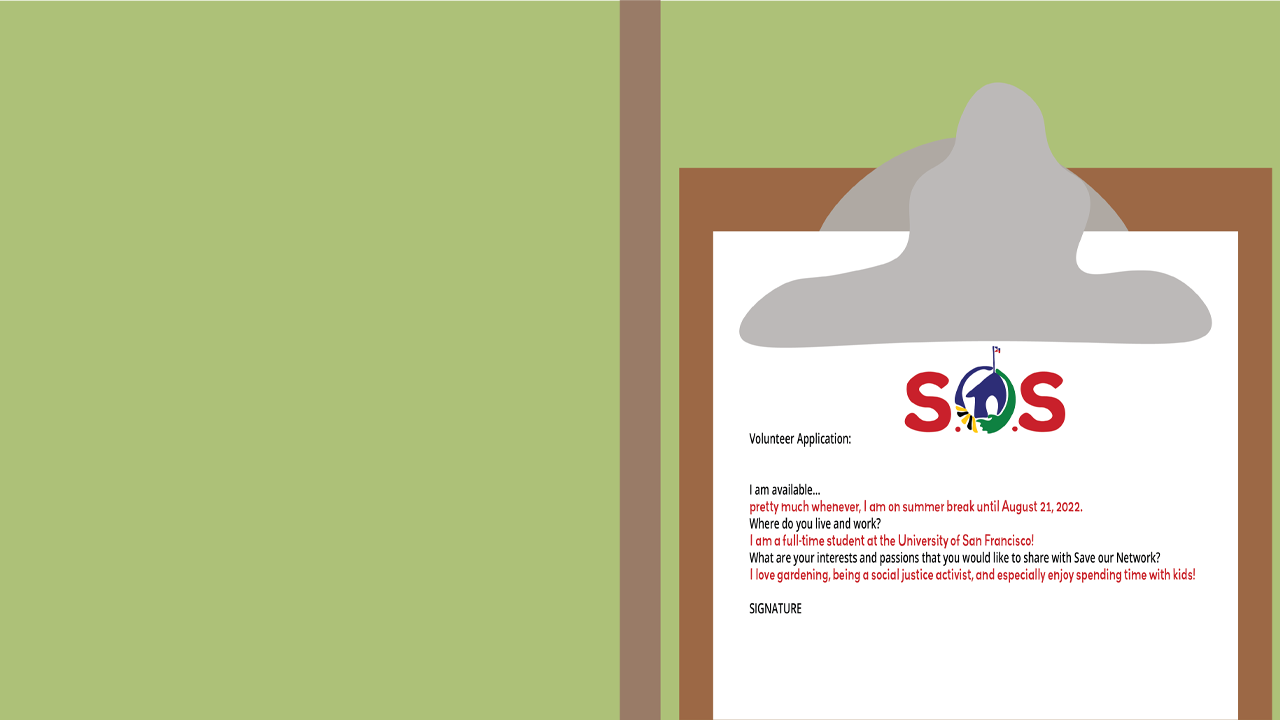 S.O.S
Volunteer Application:
I am available...
pretty much whenever, I am on summer break until August 21, 2022.
Where do you live and work?
I am a full-time student at the University of San Francisco!
What are your interests and passions that you would like to share with Save our Network?
I love gardening, being a social justice activist, and especially enjoy spending time with kids!
SIGNATURE